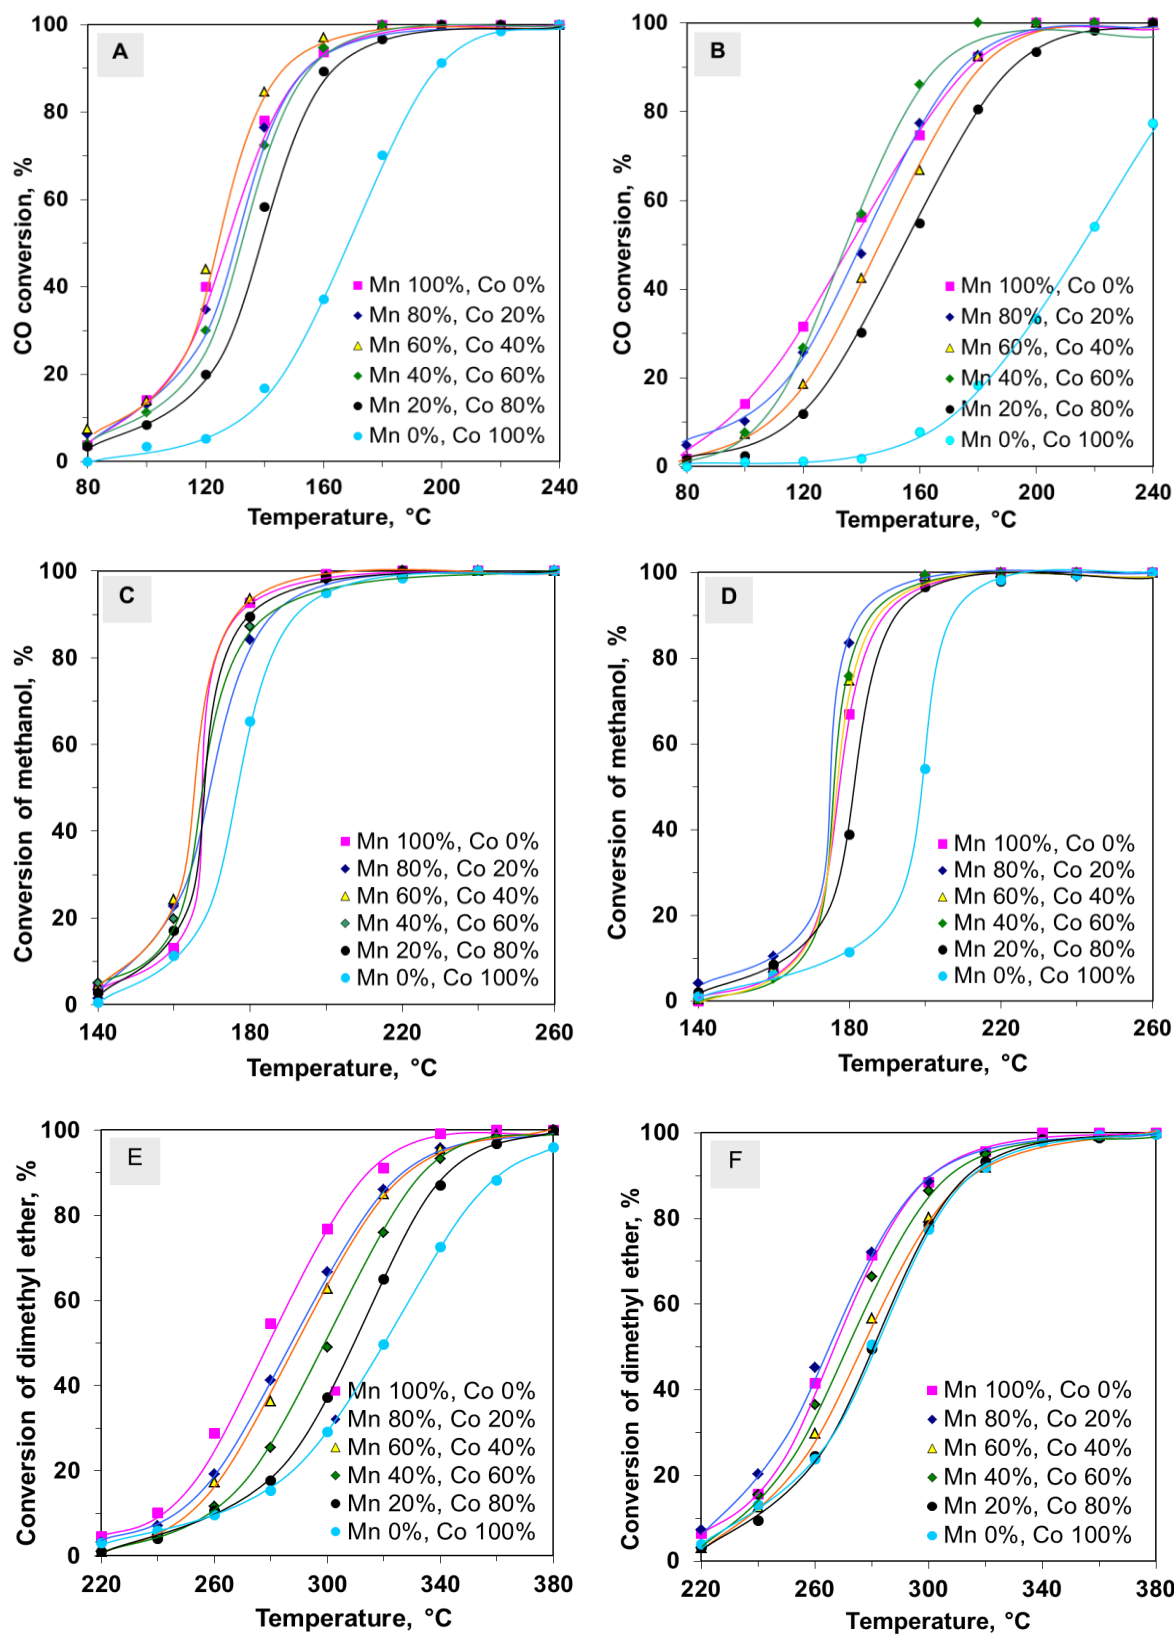 A
CO conversion, %
100
80
60
40
20
0
Mn 100%, Co 0%
Mn 80%, Co 20%
Mn 60%, Co 40%
Mn 40%, Co 60%
Mn 20%, Co 80%
Mn 0%, Co 100%
80 120 160 200 240
Temperature, °C
B
CO conversion, %
100
80
60
40
20
0
Mn 100%, Co 0%
Mn 80%, Co 20%
Mn 60%, Co 40%
Mn 40%, Co 60%
Mn 20%, Co 80%
Mn 0%, Co 100%
80 120 160 200 240
Temperature, °C
C
Conversion of methanol, %
100
80
60
40
20
0
Mn 100%, Co 0%
Mn 80%, Co 20%
Mn 60%, Co 40%
Mn 40%, Co 60%
Mn 20%, Co 80%
Mn 0%, Co 100%
140 180 220 260
Temperature, °C
D
Conversion of methanol, %
100
80
60
40
20
0
Mn 100%, Co 0%
Mn 80%, Co 20%
Mn 60%, Co 40%
Mn 40%, Co 60%
Mn 20%, Co 80%
Mn 0%, Co 100%
140 180 220 260
Temperature, °C
E
Conversion of dimethyl ether, %
100
80
60
40
20
0
Mn 100%, Co 0%
Mn 80%, Co 20%
Mn 60%, Co 40%
Mn 40%, Co 60%
Mn 20%, Co 80%
Mn 0%, Co 100%
220 260 300 340 380
Temperature, °C
F
Conversion of dimethyl ether, %
100
80
60
40
20
0
Mn 100%, Co 0%
Mn 80%, Co 20%
Mn 60%, Co 40%
Mn 40%, Co 60%
Mn 20%, Co 80%
Mn 0%, Co 100%
220 260 300 340 380
Temperature, °C